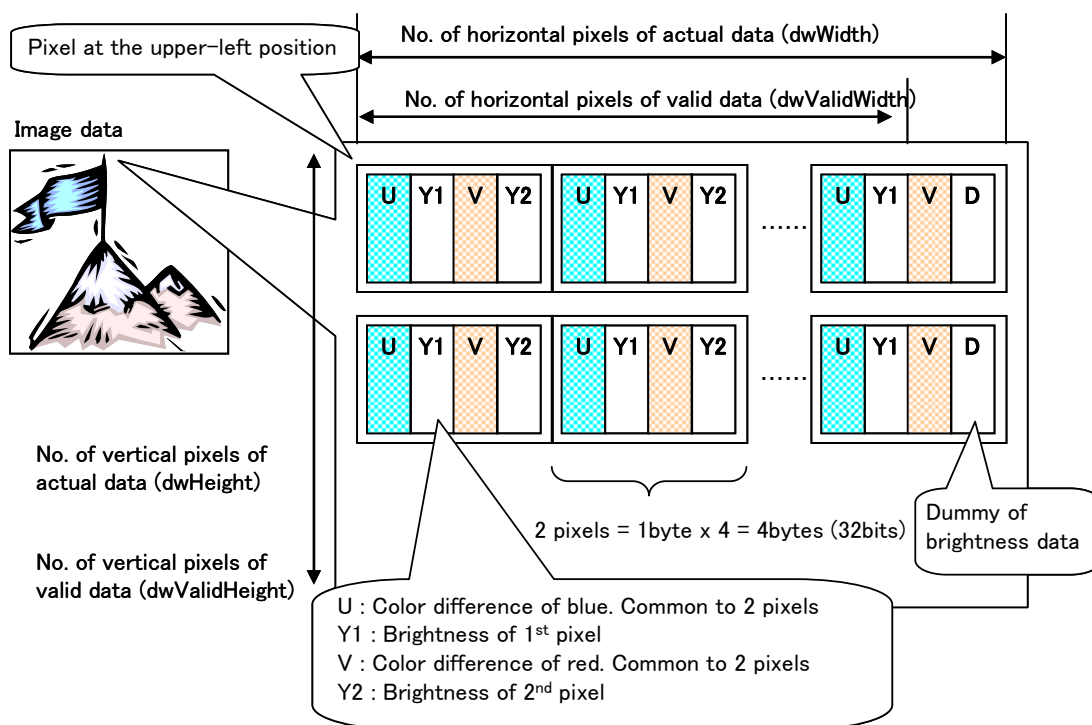 Pixel at the upper-left position
No. of horizontal pixels of actual data (dwWidth)
No. of horizontal pixels of valid data (dwValidWidth)
Image data
U Y1 V Y2 U Y1 V Y2 ...... U Y1 V D
U Y1 V Y2 U Y1 V Y2 ...... U Y1 V D
No. of vertical pixels of
actual data (dwHeight)
No. of vertical pixels of
valid data (dwValidHeight)
2 pixels = 1byte x 4 = 4bytes (32bits)
Dummy of
brightness data
U : Color difference of blue. Common to 2 pixels
Y1 : Brightness of 1st pixel
V : Color difference of red. Common to 2 pixels
Y2 : Brightness of 2nd pixel